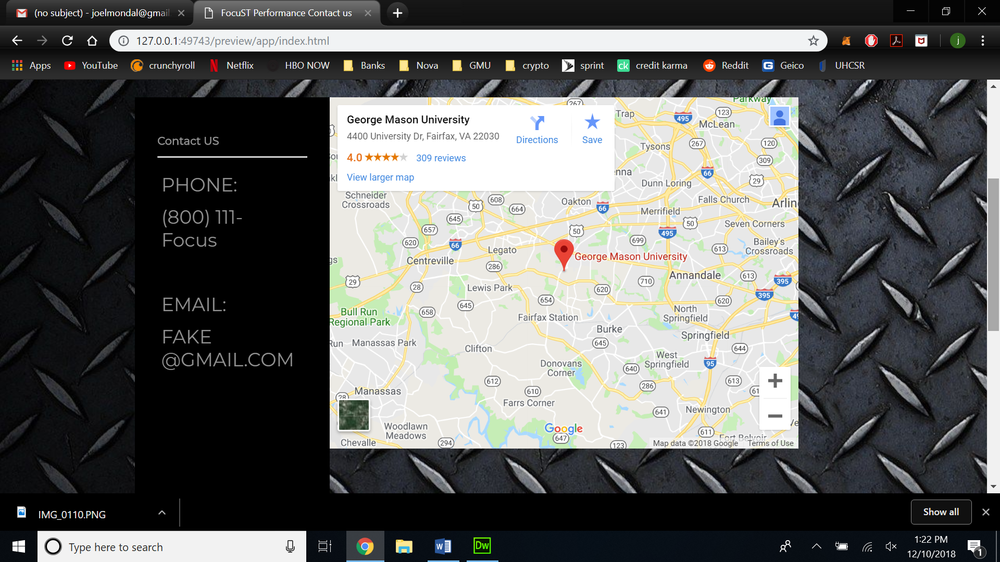 (no subject) - joelmondal@gmail
FocuST Performance Contact us
127.0.0.1:49743/preview/app/index.html
j
Apps
YouTube
crunchyroll
Netflix
HBO NOW
Banks
Nova
GMU
crypto
sprint
ck
credit karma
Reddit
G
Geico
UHCSR
Contact US
PHONE:
(800) 111-
Focus
EMAIL:
FAKE
@GMAIL.COM
George Mason University
4400 University Dr, Fairfax, VA 22030
4.0
309 reviews
View larger map
Directions
Save
Parkway
267
Trap
495
123
McLean
Tysons
267
120
309
66
29
Dunn Loring
Schneider
Crossroads
50
608
664
Oakton
66
Falls Church
Merrifield
645
657
50
50
495
Seven Corners
620
66
Legato
699
613
Bailey's
Crossroads
Centreville
286
George Mason University
Annandale
613
395
29
28
Lewis Park
620
710
395
645
654
620
658
Bull Run
Regional Park
Fairfax Station
North
Springfield
Burke
Springfield
Manassas Park
Clifton
645
644
West
Springfield
95
Donovans
Corner
640
612
610
286
613
Manassas
28
Farrs Corner
641
Newington
Woodlawn
Meadows
Google
647
611
Fort Belvoir
Chevalle
294
123
Map data ©2018 Google
Terms of Use
IMG_0110.PNG
Show all
Type here to search
W
Dw
1:22 PM
12/10/2018
1